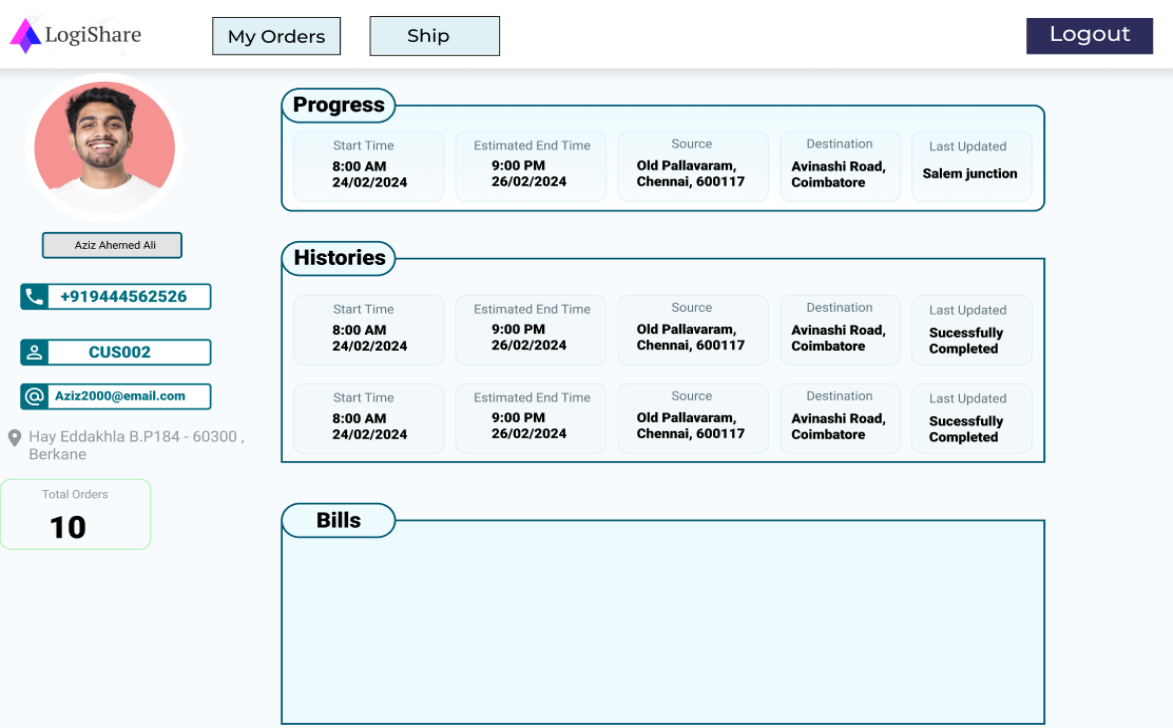 LogiShare
My Orders
Ship
Logout
Aziz Ahemed Ali
+919444562526
CUS002
Aziz2000@email.com
Hay Eddakhla B.P184 - 60300 ,
Berkane
Total Orders
10
Progress
Start Time
8:00 AM
24/02/2024
Estimated End Time
9:00 PM
26/02/2024
Source
Old Pallavaram,
Chennai, 600117
Destination
Avinashi Road,
Coimbatore
Last Updated
Salem junction
Histories
Start Time
8:00 AM
24/02/2024
Estimated End Time
9:00 PM
26/02/2024
Source
Old Pallavaram,
Chennai, 600117
Destination
Avinashi Road,
Coimbatore
Last Updated
Sucessfully
Completed
Start Time
8:00 AM
24/02/2024
Estimated End Time
9:00 PM
26/02/2024
Source
Old Pallavaram,
Chennai, 600117
Destination
Avinashi Road,
Coimbatore
Last Updated
Sucessfully
Completed
Bills